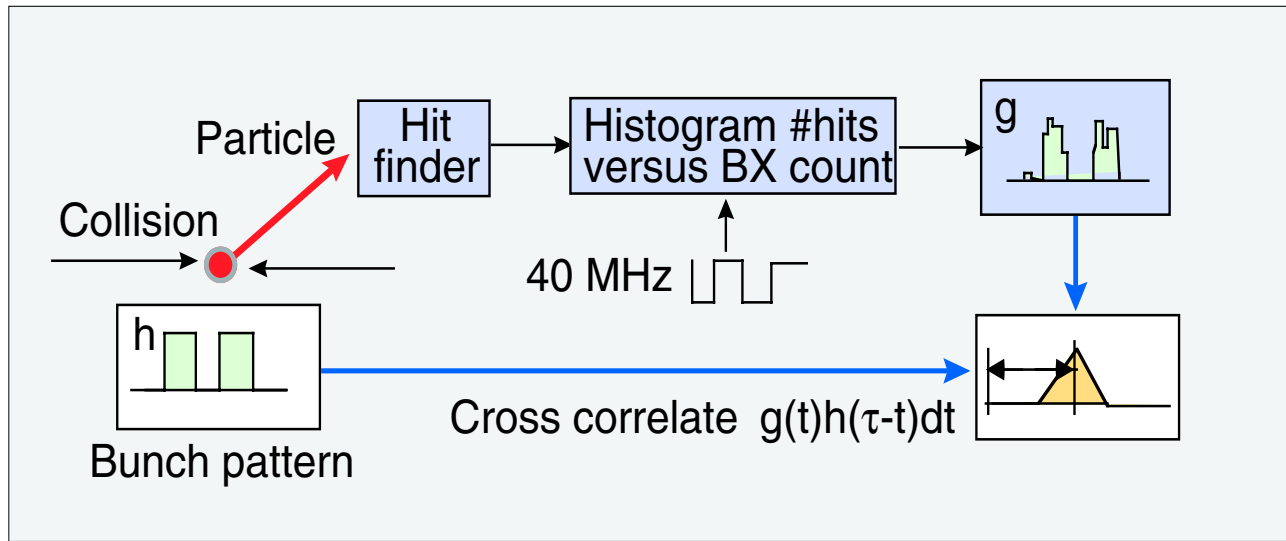 Particle
Hit
finder
Histogram #hits
versus BX count
g
Collision
40 MHz
h
Cross correlate g(t)h(τ-t)dt
Bunch pattern